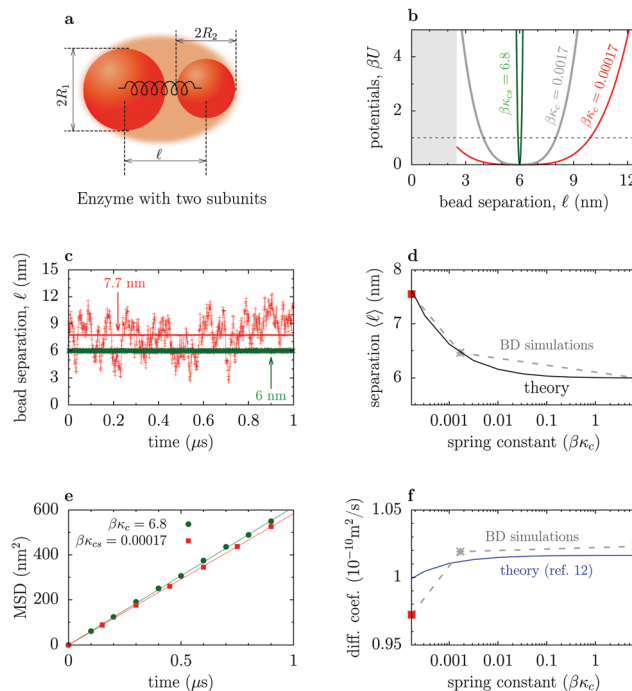 a
2R₂
2R₁
ℓ
Enzyme with two subunits
b
potentials, βU
4
2
0
βκcs = 6.8
βκc = 0.0017
βκc = 0.00017
0 3 6 9 12
bead separation, ℓ (nm)
c
bead separation, ℓ (nm)
15
12
9
6
3
0
7.7 nm
6 nm
0 0.2 0.4 0.6 0.8 1
time (μs)
d
separation ⟨ℓ⟩ (nm)
8
7
6
BD simulations
theory
0.001 0.01 0.1 1
spring constant (βκc)
e
MSD (nm²)
600
400
200
0
βκc = 6.8
βκcs = 0.00017
0 0.5 1
time (μs)
f
diff. coef. (10⁻¹⁰m²/s)
1.05
1
0.95
BD simulations
theory (ref. 12)
0.001 0.01 0.1 1
spring constant (βκc)